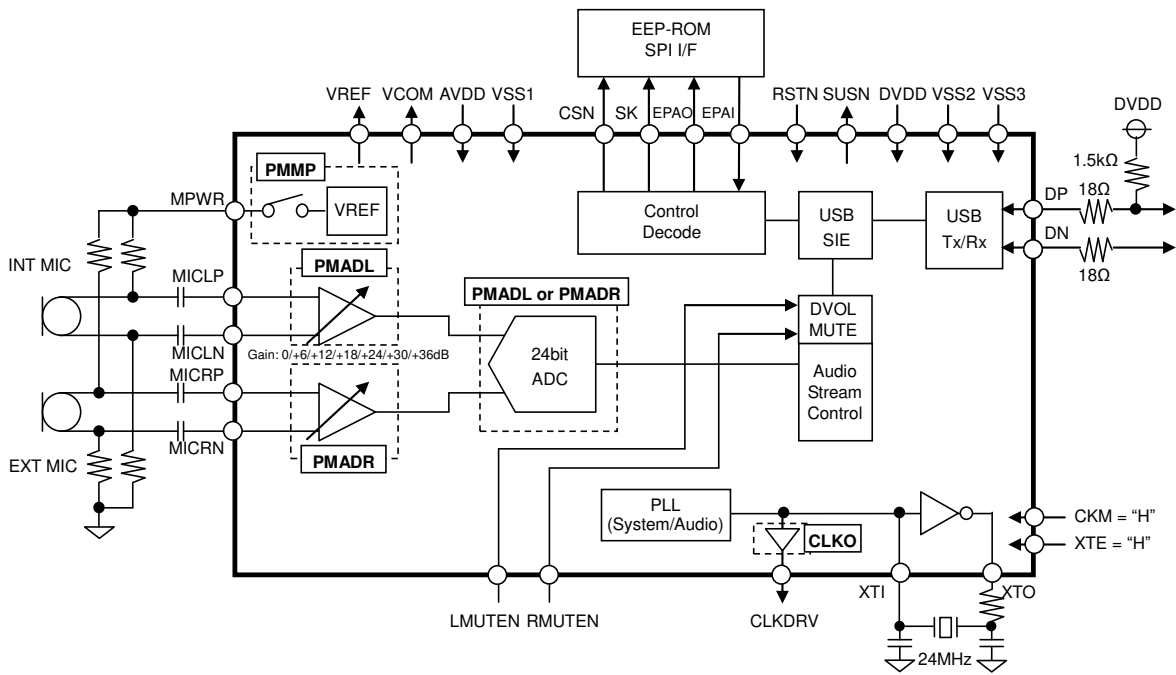 EEP-ROM
SPI I/F
VREF
VCOM
AVDD
VSS1
CSN
SK
EPAO
EPAI
RSTN
SUSN
DVDD
VSS2
VSS3
DVDD
1.5kΩ
18Ω
DP
DN
18Ω
PMMP
VREF
MPWR
Control
Decode
USB
SIE
USB
Tx/Rx
INT MIC
MICLP
MICLN
MICRP
MICRN
EXT MIC
PMADL
Gain: 0/+6/+12/+18/+24/+30/+36dB
PMADR
PMADL or PMADR
24bit
ADC
DVOL
MUTE
Audio
Stream
Control
PLL
(System/Audio)
CLKO
CKM = “H”
XTE = “H”
LMUTEN
RMUTEN
CLKDRV
XTI
XTO
24MHz